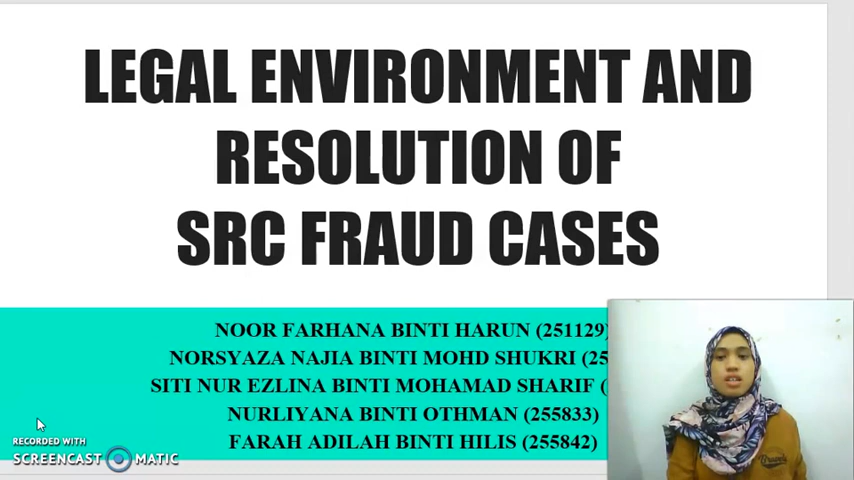 LEGAL ENVIRONMENT AND
RESOLUTION OF
SRC FRAUD CASES
NOOR FARHANA BINTI HARUN (251129)
NORSYAZA NAJIA BINTI MOHD SHUKRI (25
SITI NUR EZLINA BINTI MOHAMAD SHARIF (
NURLIYANA BINTI OTHMAN (255833)
FARAH ADILAH BINTI HILIS (255842)
RECORDED WITH
SCREENCAST MATIC